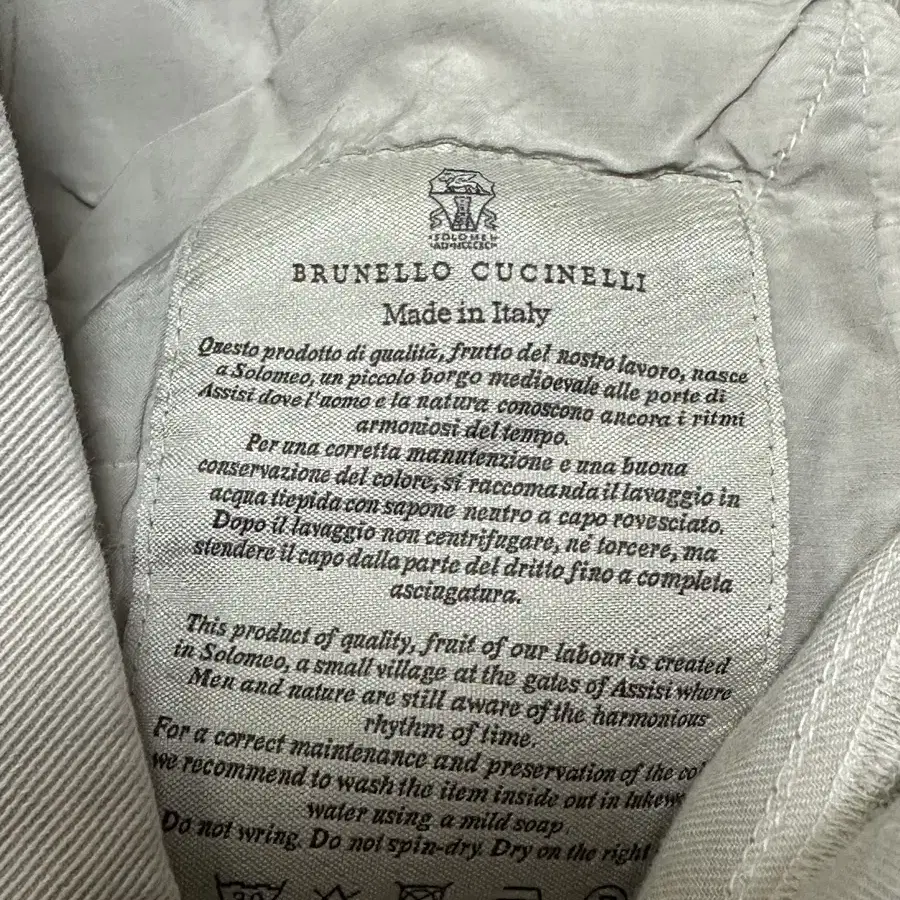 SOLOMEO
BRUNELLO CUCINELLI
Made in Italy
Questo prodotto di qualità, frutto del nostro lavoro, nasce
a Solomeo, un piccolo borgo medioevale alle porte di
Assisi dove l'uomo e la natura conoscono ancora i ritmi
armoniosi del tempo.
Per una corretta manutenzione e una buona
conservazione del colore, si raccomanda il lavaggio in
acqua tiepida con sapone neutro a capo rovesciato.
Dopo il lavaggio non centrifugare, né torcere, ma
stendere il capo dalla parte del dritto fino a completa
asciugatura.
This product of quality, fruit of our labour is created
in Solomeo, a small village at the gates of Assisi where
Men and nature are still aware of the harmonious
rhythm of time.
For a correct maintenance and preservation of the
we recommend to wash the item inside out in
water using a mild soap.
Do not wring. Do not spin-dry. Dry on the right